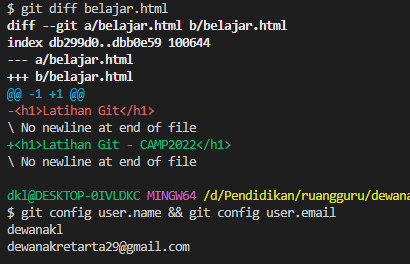 $ git diff belajar.html
diff --git a/belajar.html b/belajar.html
index db299d0..dbb0e59 100644
--- a/belajar.html
+++ b/belajar.html
@@ -1 +1 @@
-<h1>Latihan Git</h1>
\ No newline at end of file
+<h1>Latihan Git - CAMP2022</h1>
\ No newline at end of file
dkl@DESKTOP-0IVLDKC MINGW64 /d/Pendidikan/ruangguru/dewana
$ git config user.name && git config user.email
dewanakl
dewanakretarta29@gmail.com